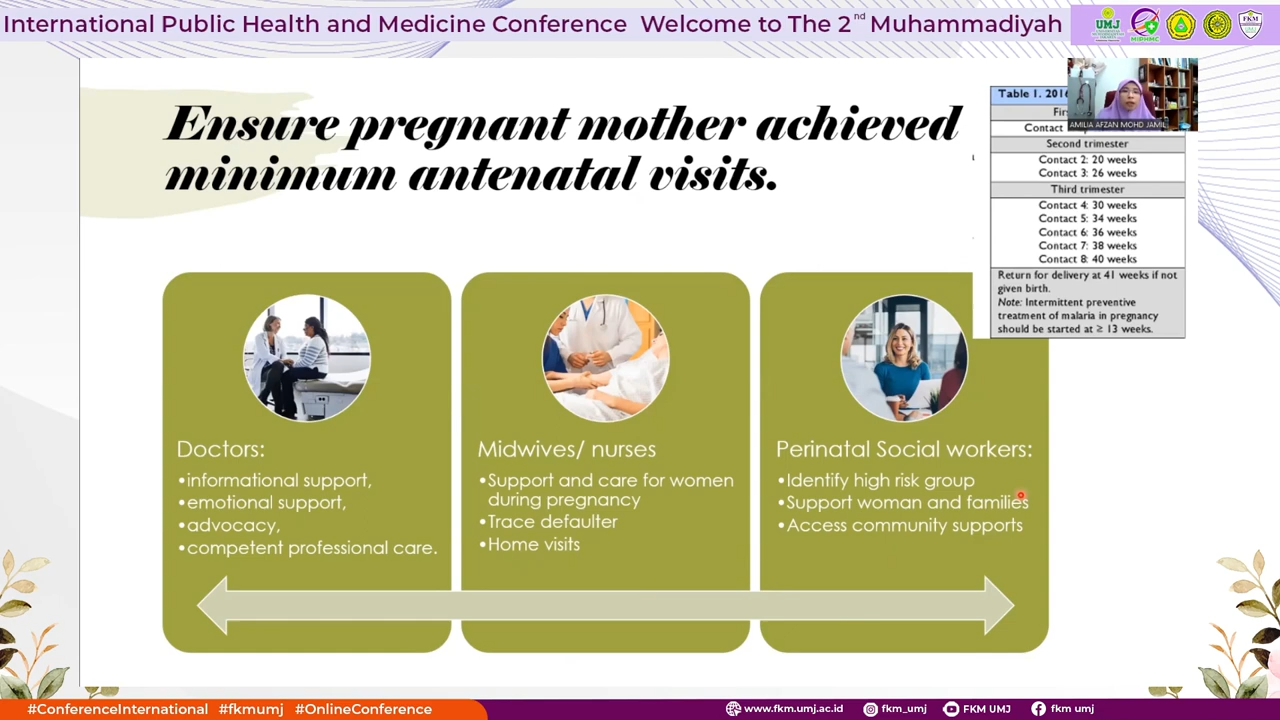 International Public Health and Medicine Conference Welcome to The 2nd Muhammadiyah
UMJ
MIPHMC
FKM
Ensure pregnant mother achieved
minimum antenatal visits.
AMILIA AFZAN MOHD JAMIL
Table 1. 2016
Contact
Second trimester
Contact 2: 20 weeks
Contact 3: 26 weeks
Third trimester
Contact 4: 30 weeks
Contact 5: 34 weeks
Contact 6: 36 weeks
Contact 7: 38 weeks
Contact 8: 40 weeks
Return for delivery at 41 weeks if not
given birth.
Note: Intermittent preventive
treatment of malaria in pregnancy
should be started at ≥ 13 weeks.
Doctors:
•informational support,
•emotional support,
•advocacy,
•competent professional care.
Midwives/ nurses
•Support and care for women
during pregnancy
•Trace defaulter
•Home visits
Perinatal Social workers:
•Identify high risk group
•Support woman and families
•Access community supports
#ConferenceInternational #fkmumj #OnlineConference
www.fkm.umj.ac.id fkm_umj FKM UMJ fkm umj